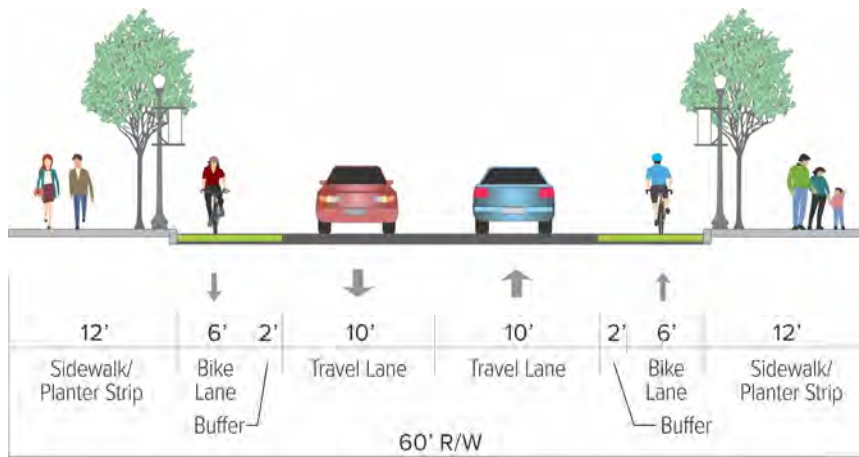 12' 6' 2' 10' 10' 2' 6' 12'
Sidewalk/ Bike Travel Lane Travel Lane Bike Sidewalk/
Planter Strip Lane Lane Planter Strip
Buffer Buffer
60' R/W